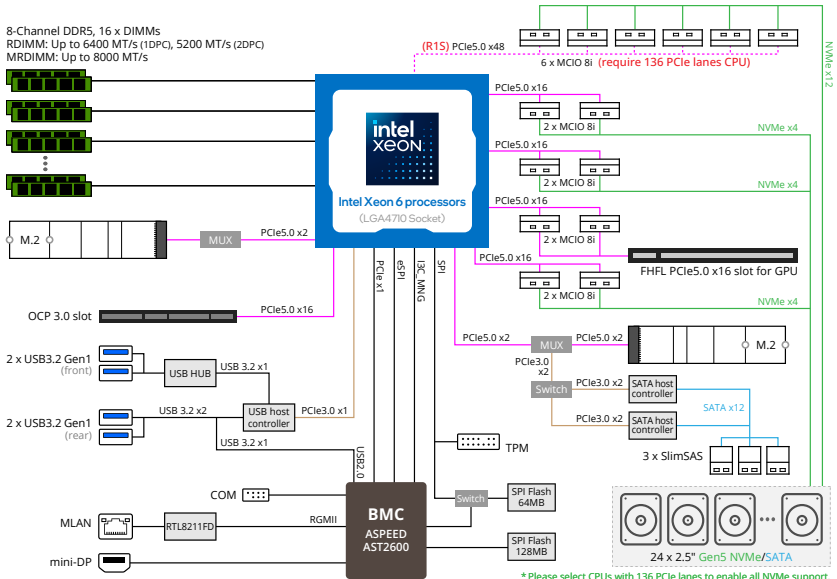 8-Channel DDR5, 16 x DIMMs
RDIMM: Up to 6400 MT/s (1DPC), 5200 MT/s (2DPC)
MRDIMM: Up to 8000 MT/s
(R1S) PCIe5.0 x48
6 x MCIO 8i (require 136 PCIe lanes CPU)
NVMe x12
PCIe5.0 x16
2 x MCIO 8i
NVMe x4
PCIe5.0 x16
2 x MCIO 8i
NVMe x4
PCIe5.0 x16
2 x MCIO 8i
FHFL PCIe5.0 x16 slot for GPU
PCIe5.0 x16
2 x MCIO 8i
NVMe x4
intel
XEON
Intel Xeon 6 processors
(LGA4710 Socket)
M.2
MUX
PCIe5.0 x2
OCP 3.0 slot
PCIe5.0 x16
PCIe x1
eSPI
I3C_MNG
SPI
PCIe5.0 x2
MUX
PCIe5.0 x2
M.2
PCIe3.0
x2
Switch
PCIe3.0 x2
SATA host
controller
PCIe3.0 x2
SATA host
controller
SATA x12
3 x SlimSAS
2 x USB3.2 Gen1
(front)
USB HUB
USB 3.2 x1
2 x USB3.2 Gen1
(rear)
USB 3.2 x2
USB host
controller
PCIe3.0 x1
USB 3.2 x1
USB2.0
TPM
COM
BMC
ASPEED
AST2600
Switch
SPI Flash
64MB
SPI Flash
128MB
MLAN
RTL8211FD
RGMII
mini-DP
24 x 2.5" Gen5 NVMe/SATA
* Please select CPUs with 136 PCIe lanes to enable all NVMe support